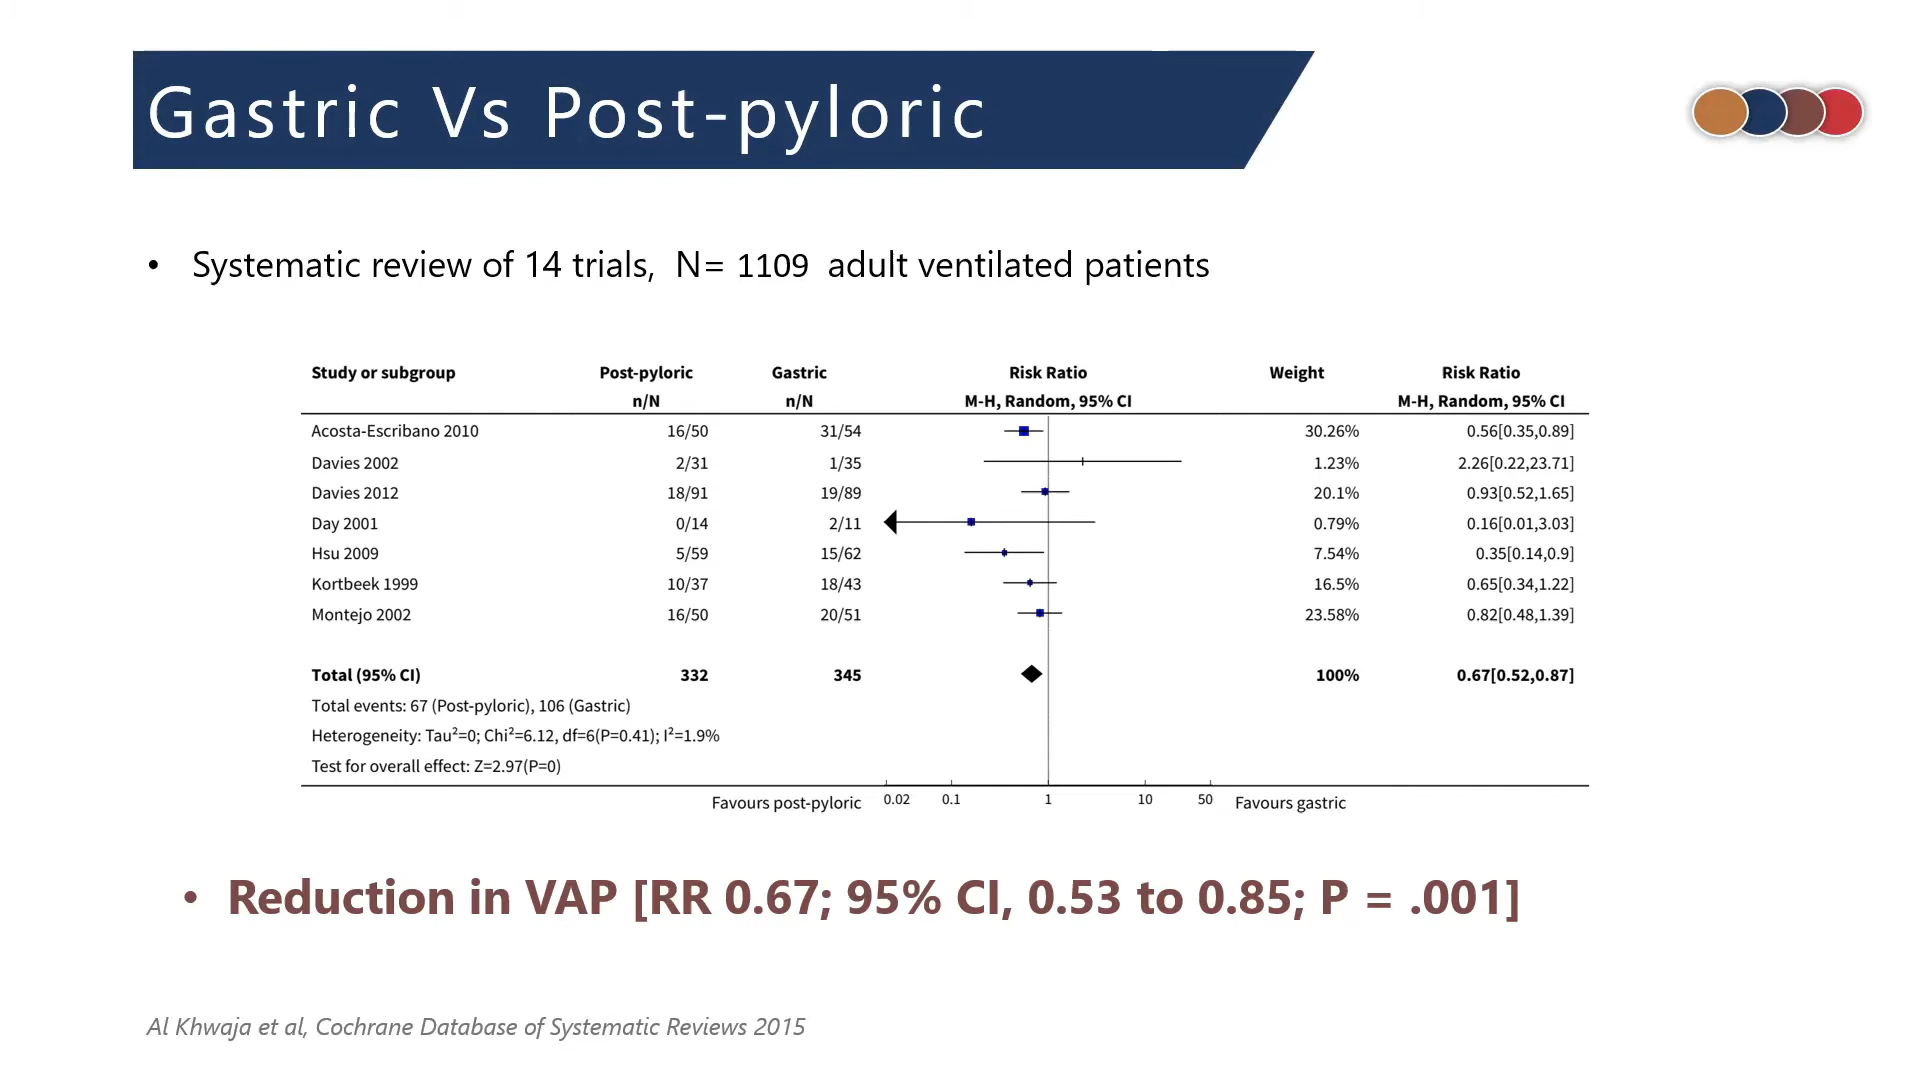 Gastric Vs Post-pyloric
• Systematic review of 14 trials, N= 1109 adult ventilated patients
Study or subgroup Post-pyloric Gastric Risk Ratio Weight Risk Ratio
n/N n/N M-H, Random, 95% CI M-H, Random, 95% CI
Acosta-Escribano 2010 16/50 31/54 30.26% 0.56[0.35,0.89]
Davies 2002 2/31 1/35 1.23% 2.26[0.22,23.71]
Davies 2012 18/91 19/89 20.1% 0.93[0.52,1.65]
Day 2001 0/14 2/11 0.79% 0.16[0.01,3.03]
Hsu 2009 5/59 15/62 7.54% 0.35[0.14,0.9]
Kortbeek 1999 10/37 18/43 16.5% 0.65[0.34,1.22]
Montejo 2002 16/50 20/51 23.58% 0.82[0.48,1.39]
Total (95% CI) 332 345 100% 0.67[0.52,0.87]
Total events: 67 (Post-pyloric), 106 (Gastric)
Heterogeneity: Tau²=0; Chi²=6.12, df=6(P=0.41); I²=1.9%
Test for overall effect: Z=2.97(P=0)
Favours post-pyloric 0.02 0.1 1 10 50 Favours gastric
• Reduction in VAP [RR 0.67; 95% CI, 0.53 to 0.85; P = .001]
Al Khwaja et al, Cochrane Database of Systematic Reviews 2015